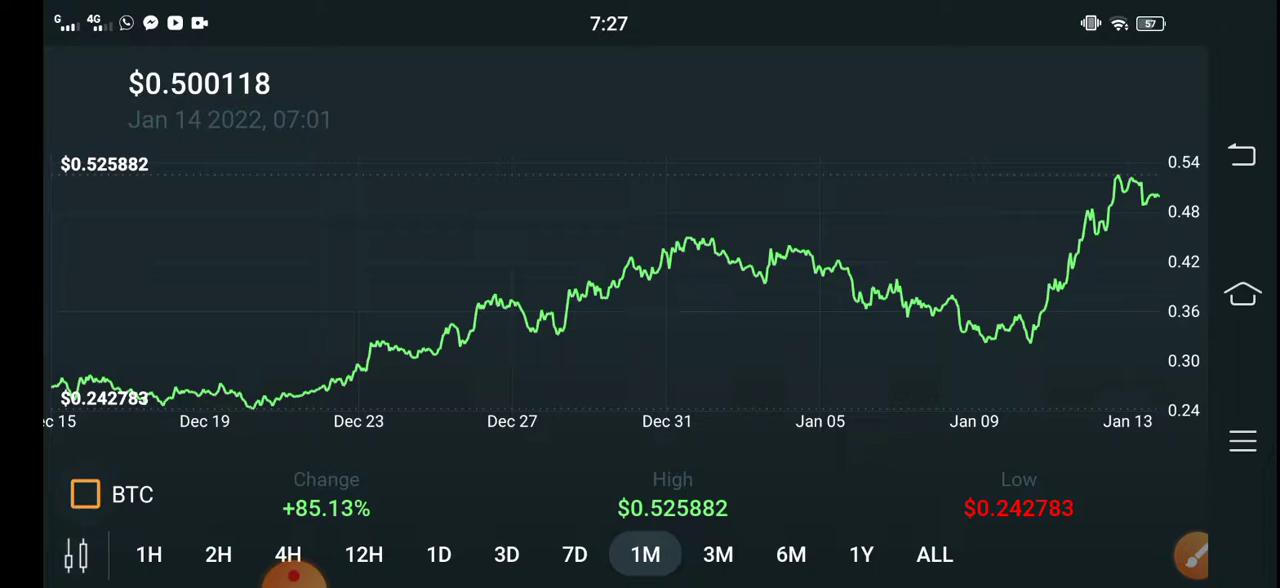 G 4G 7:27 57
$0.500118
Jan 14 2022, 07:01
$0.525882 0.54
0.48
0.42
0.36
0.30
$0.242783 0.24
c 15 Dec 19 Dec 23 Dec 27 Dec 31 Jan 05 Jan 09 Jan 13
Change High Low
BTC +85.13% $0.525882 $0.242783
1H 2H 4H 12H 1D 3D 7D 1M 3M 6M 1Y ALL